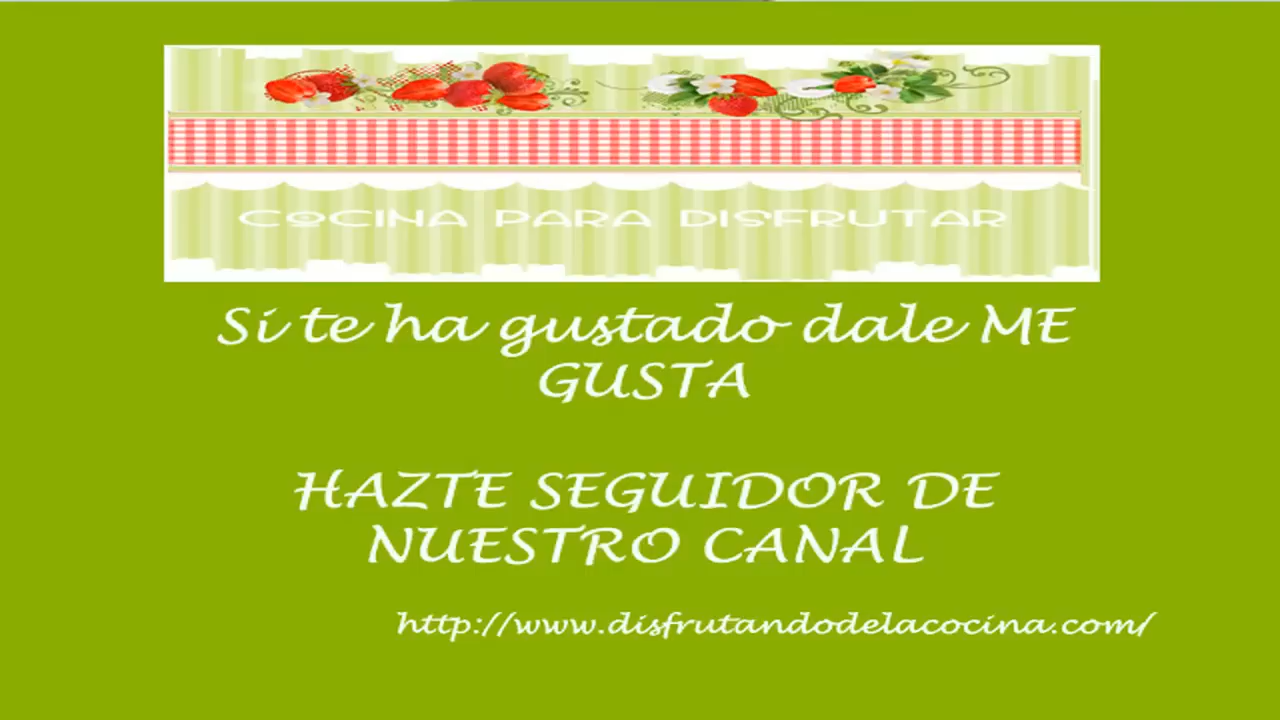 COCINA PARA DISFRUTAR
Si te ha gustado dale ME
GUSTA
HAZTE SEGUIDOR DE
NUESTRO CANAL
http://www.disfrutandodelacocina.com/